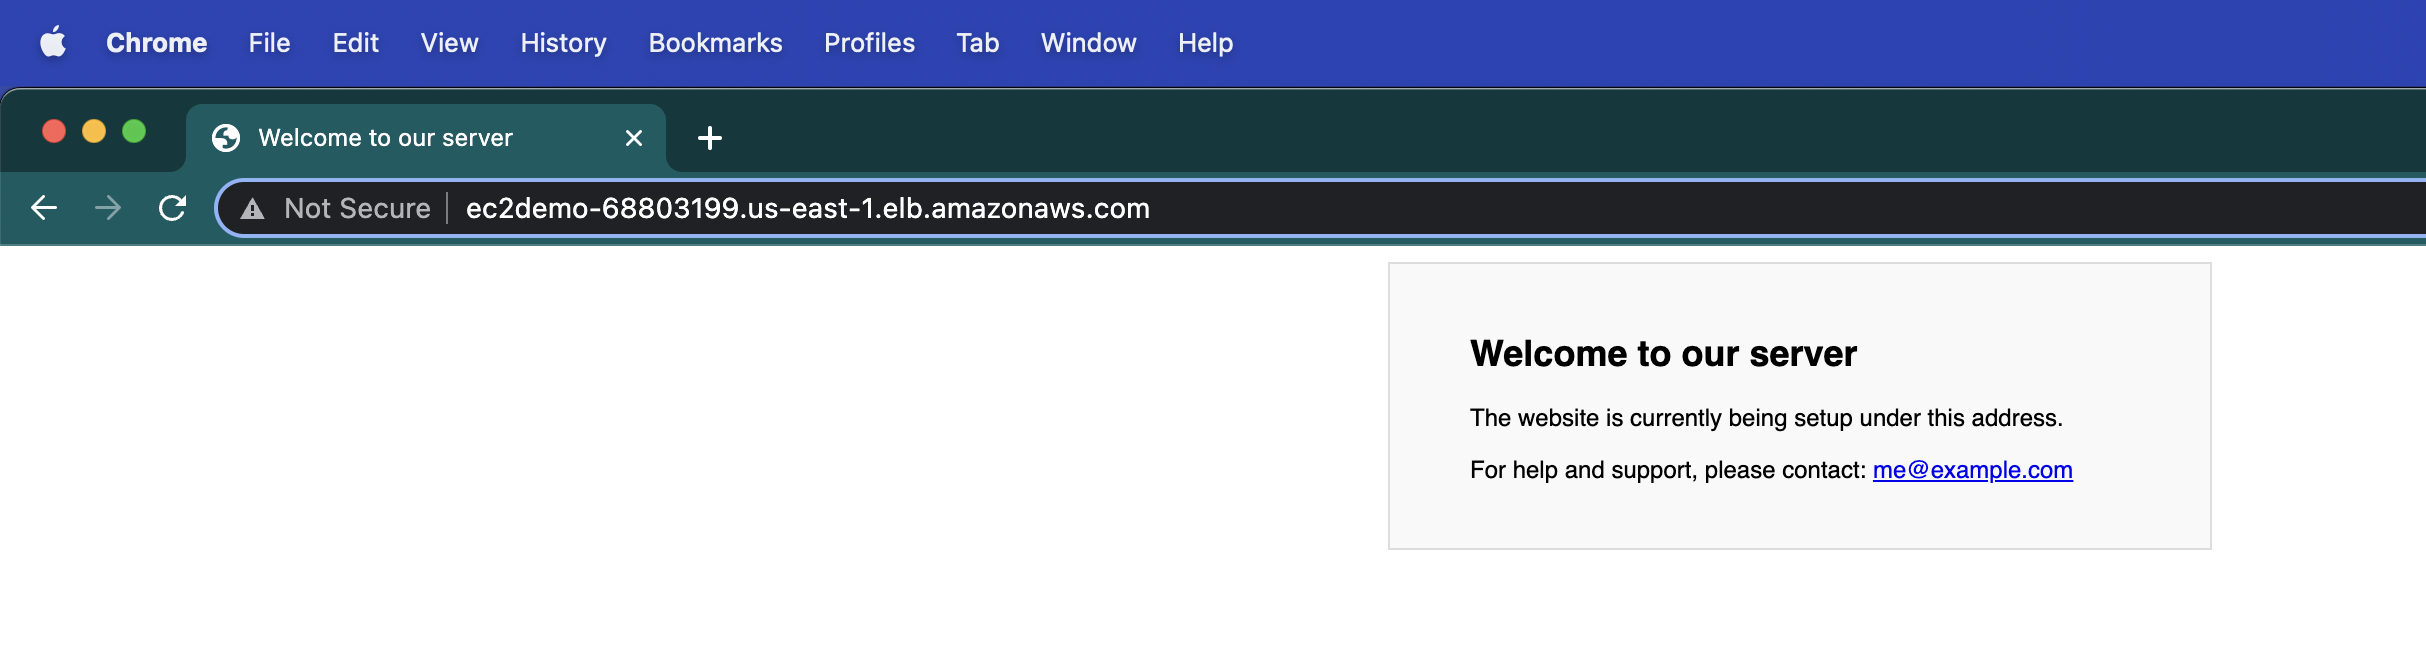 Chrome File Edit View History Bookmarks Profiles Tab Window Help
Welcome to our server
Not Secure ec2demo-68803199.us-east-1.elb.amazonaws.com
Welcome to our server
The website is currently being setup under this address.
For help and support, please contact: me@example.com